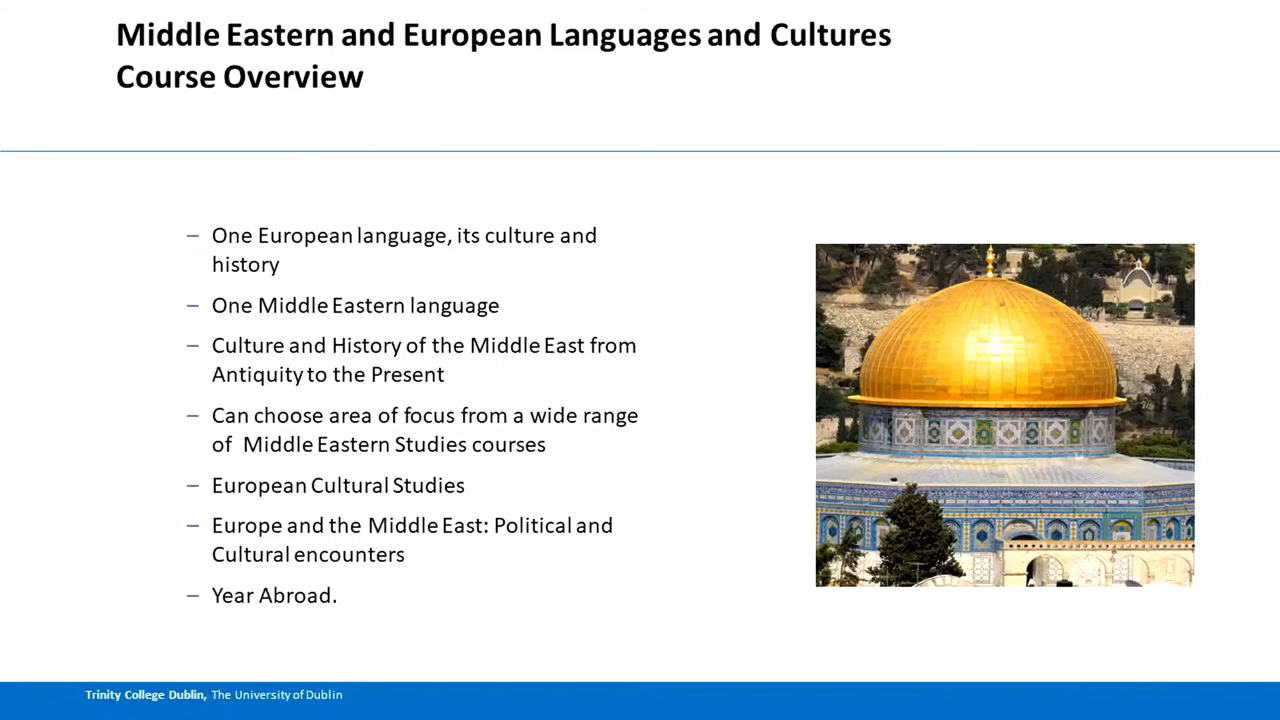 Middle Eastern and European Languages and Cultures
Course Overview
– One European language, its culture and
history
– One Middle Eastern language
– Culture and History of the Middle East from
Antiquity to the Present
– Can choose area of focus from a wide range
of  Middle Eastern Studies courses
– European Cultural Studies
– Europe and the Middle East: Political and
Cultural encounters
– Year Abroad.
Trinity College Dublin, The University of Dublin